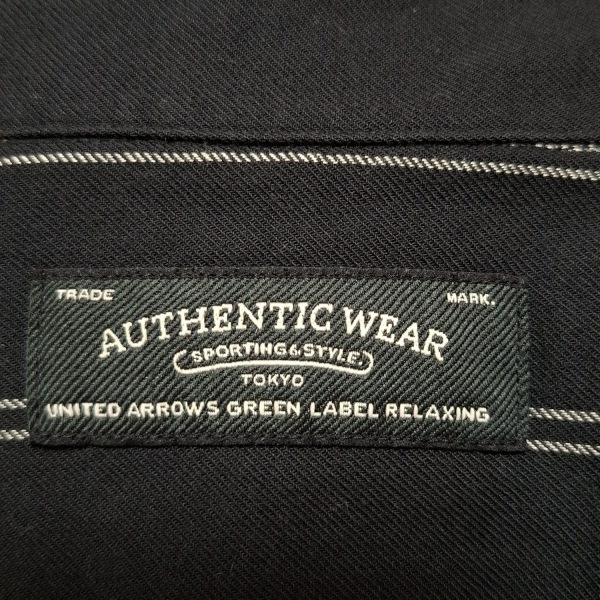 TRADE MARK.
AUTHENTIC WEAR
SPORTING & STYLE.
TOKYO
UNITED ARROWS GREEN LABEL RELAXING